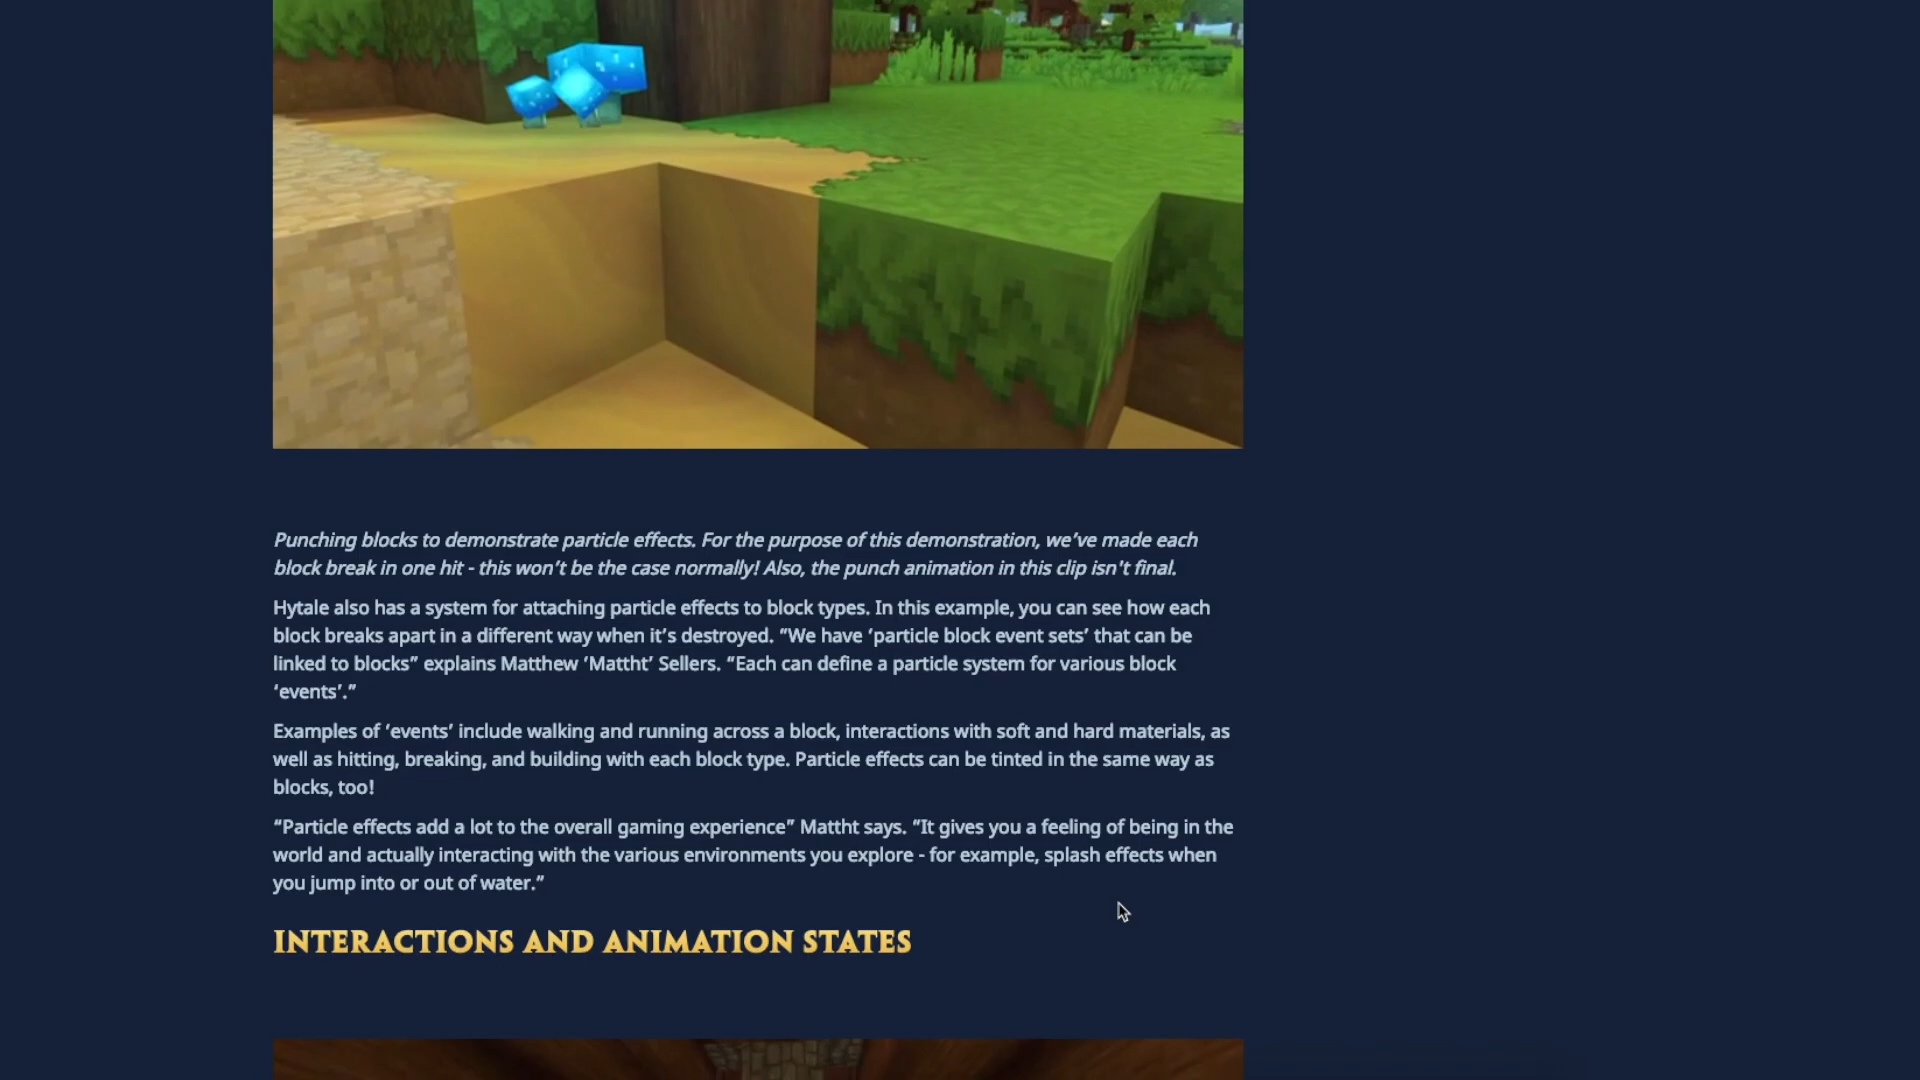 Punching blocks to demonstrate particle effects. For the purpose of this demonstration, we’ve made each
block break in one hit - this won’t be the case normally! Also, the punch animation in this clip isn’t final.
Hytale also has a system for attaching particle effects to block types. In this example, you can see how each
block breaks apart in a different way when it’s destroyed. “We have ‘particle block event sets’ that can be
linked to blocks” explains Matthew ‘Mattht’ Sellers. “Each can define a particle system for various block
‘events’.”
Examples of ‘events’ include walking and running across a block, interactions with soft and hard materials, as
well as hitting, breaking, and building with each block type. Particle effects can be tinted in the same way as
blocks, too!
“Particle effects add a lot to the overall gaming experience” Mattht says. “It gives you a feeling of being in the
world and actually interacting with the various environments you explore - for example, splash effects when
you jump into or out of water.”
INTERACTIONS AND ANIMATION STATES